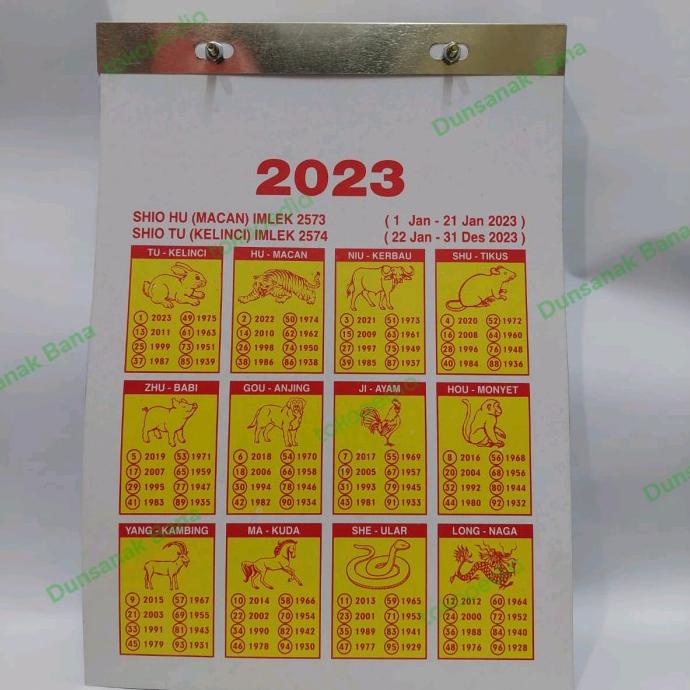 2023
SHIO HU (MACAN) IMLEK 2573 ( 1 Jan - 21 Jan 2023 )
SHIO TU (KELINCI) IMLEK 2574 ( 22 Jan - 31 Des 2023 )
TU - KELINCI
1 2023 49 1975
13 2011 61 1963
25 1999 73 1951
37 1987 85 1939
HU - MACAN
2 2022 50 1974
14 2010 62 1962
26 1998 74 1950
38 1986 86 1938
NIU - KERBAU
3 2021 51 1973
15 2009 63 1961
27 1997 75 1949
39 1985 87 1937
SHU - TIKUS
4 2020 52 1972
16 2008 64 1960
28 1996 76 1948
40 1984 88 1936
ZHU - BABI
5 2019 53 1971
17 2007 65 1959
29 1995 77 1947
41 1983 89 1935
GOU - ANJING
6 2018 54 1970
18 2006 66 1958
30 1994 78 1946
42 1982 90 1934
JI - AYAM
7 2017 55 1969
19 2005 67 1957
31 1993 79 1945
43 1981 91 1933
HOU - MONYET
8 2016 56 1968
20 2004 68 1956
32 1992 80 1944
44 1980 92 1932
YANG - KAMBING
9 2015 57 1967
21 2003 69 1955
33 1991 81 1943
45 1979 93 1931
MA - KUDA
10 2014 58 1966
22 2002 70 1954
34 1990 82 1942
46 1978 94 1930
SHE - ULAR
11 2013 59 1965
23 2001 71 1953
35 1989 83 1941
47 1977 95 1929
LONG - NAGA
12 2012 60 1964
24 2000 72 1952
36 1988 84 1940
48 1976 96 1928
tokopedia
Dunsanak Bana
tokopedia
Dunsanak Bana
Dunsanak Bana
tokopedia
Dunsanak Bana
Dunsanak Bana
tokopedia